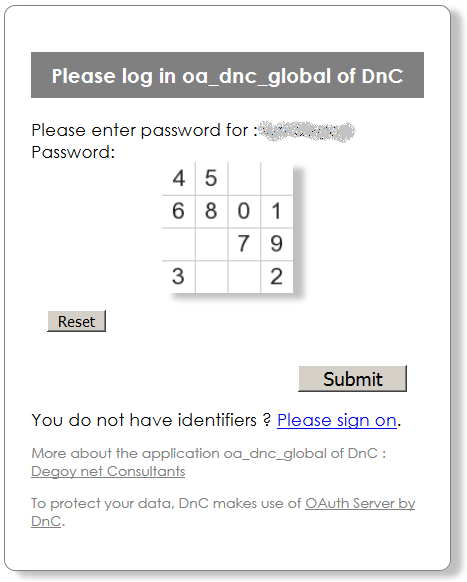 Please log in oa_dnc_global of DnC
Please enter password for :
Password:
4 5
6 8 0 1
7 9
3 2
Reset
Submit
You do not have identifiers ? Please sign on.
More about the application oa_dnc_global of DnC :
Degoy net Consultants
To protect your data, DnC makes use of OAuth Server by
DnC.